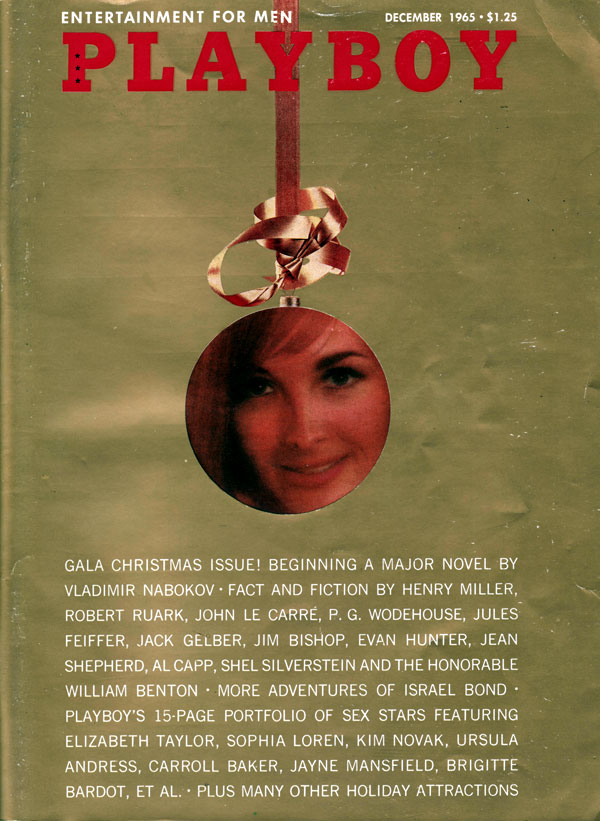 ENTERTAINMENT FOR MEN
DECEMBER 1965 · $1.25
PLAYBOY
GALA CHRISTMAS ISSUE! BEGINNING A MAJOR NOVEL BY
VLADIMIR NABOKOV · FACT AND FICTION BY HENRY MILLER,
ROBERT RUARK, JOHN LE CARRÉ, P. G. WODEHOUSE, JULES
FEIFFER, JACK GELBER, JIM BISHOP, EVAN HUNTER, JEAN
SHEPHERD, AL CAPP, SHEL SILVERSTEIN AND THE HONORABLE
WILLIAM BENTON · MORE ADVENTURES OF ISRAEL BOND ·
PLAYBOY'S 15-PAGE PORTFOLIO OF SEX STARS FEATURING
ELIZABETH TAYLOR, SOPHIA LOREN, KIM NOVAK, URSULA
ANDRESS, CARROLL BAKER, JAYNE MANSFIELD, BRIGITTE
BARDOT, ET AL. · PLUS MANY OTHER HOLIDAY ATTRACTIONS